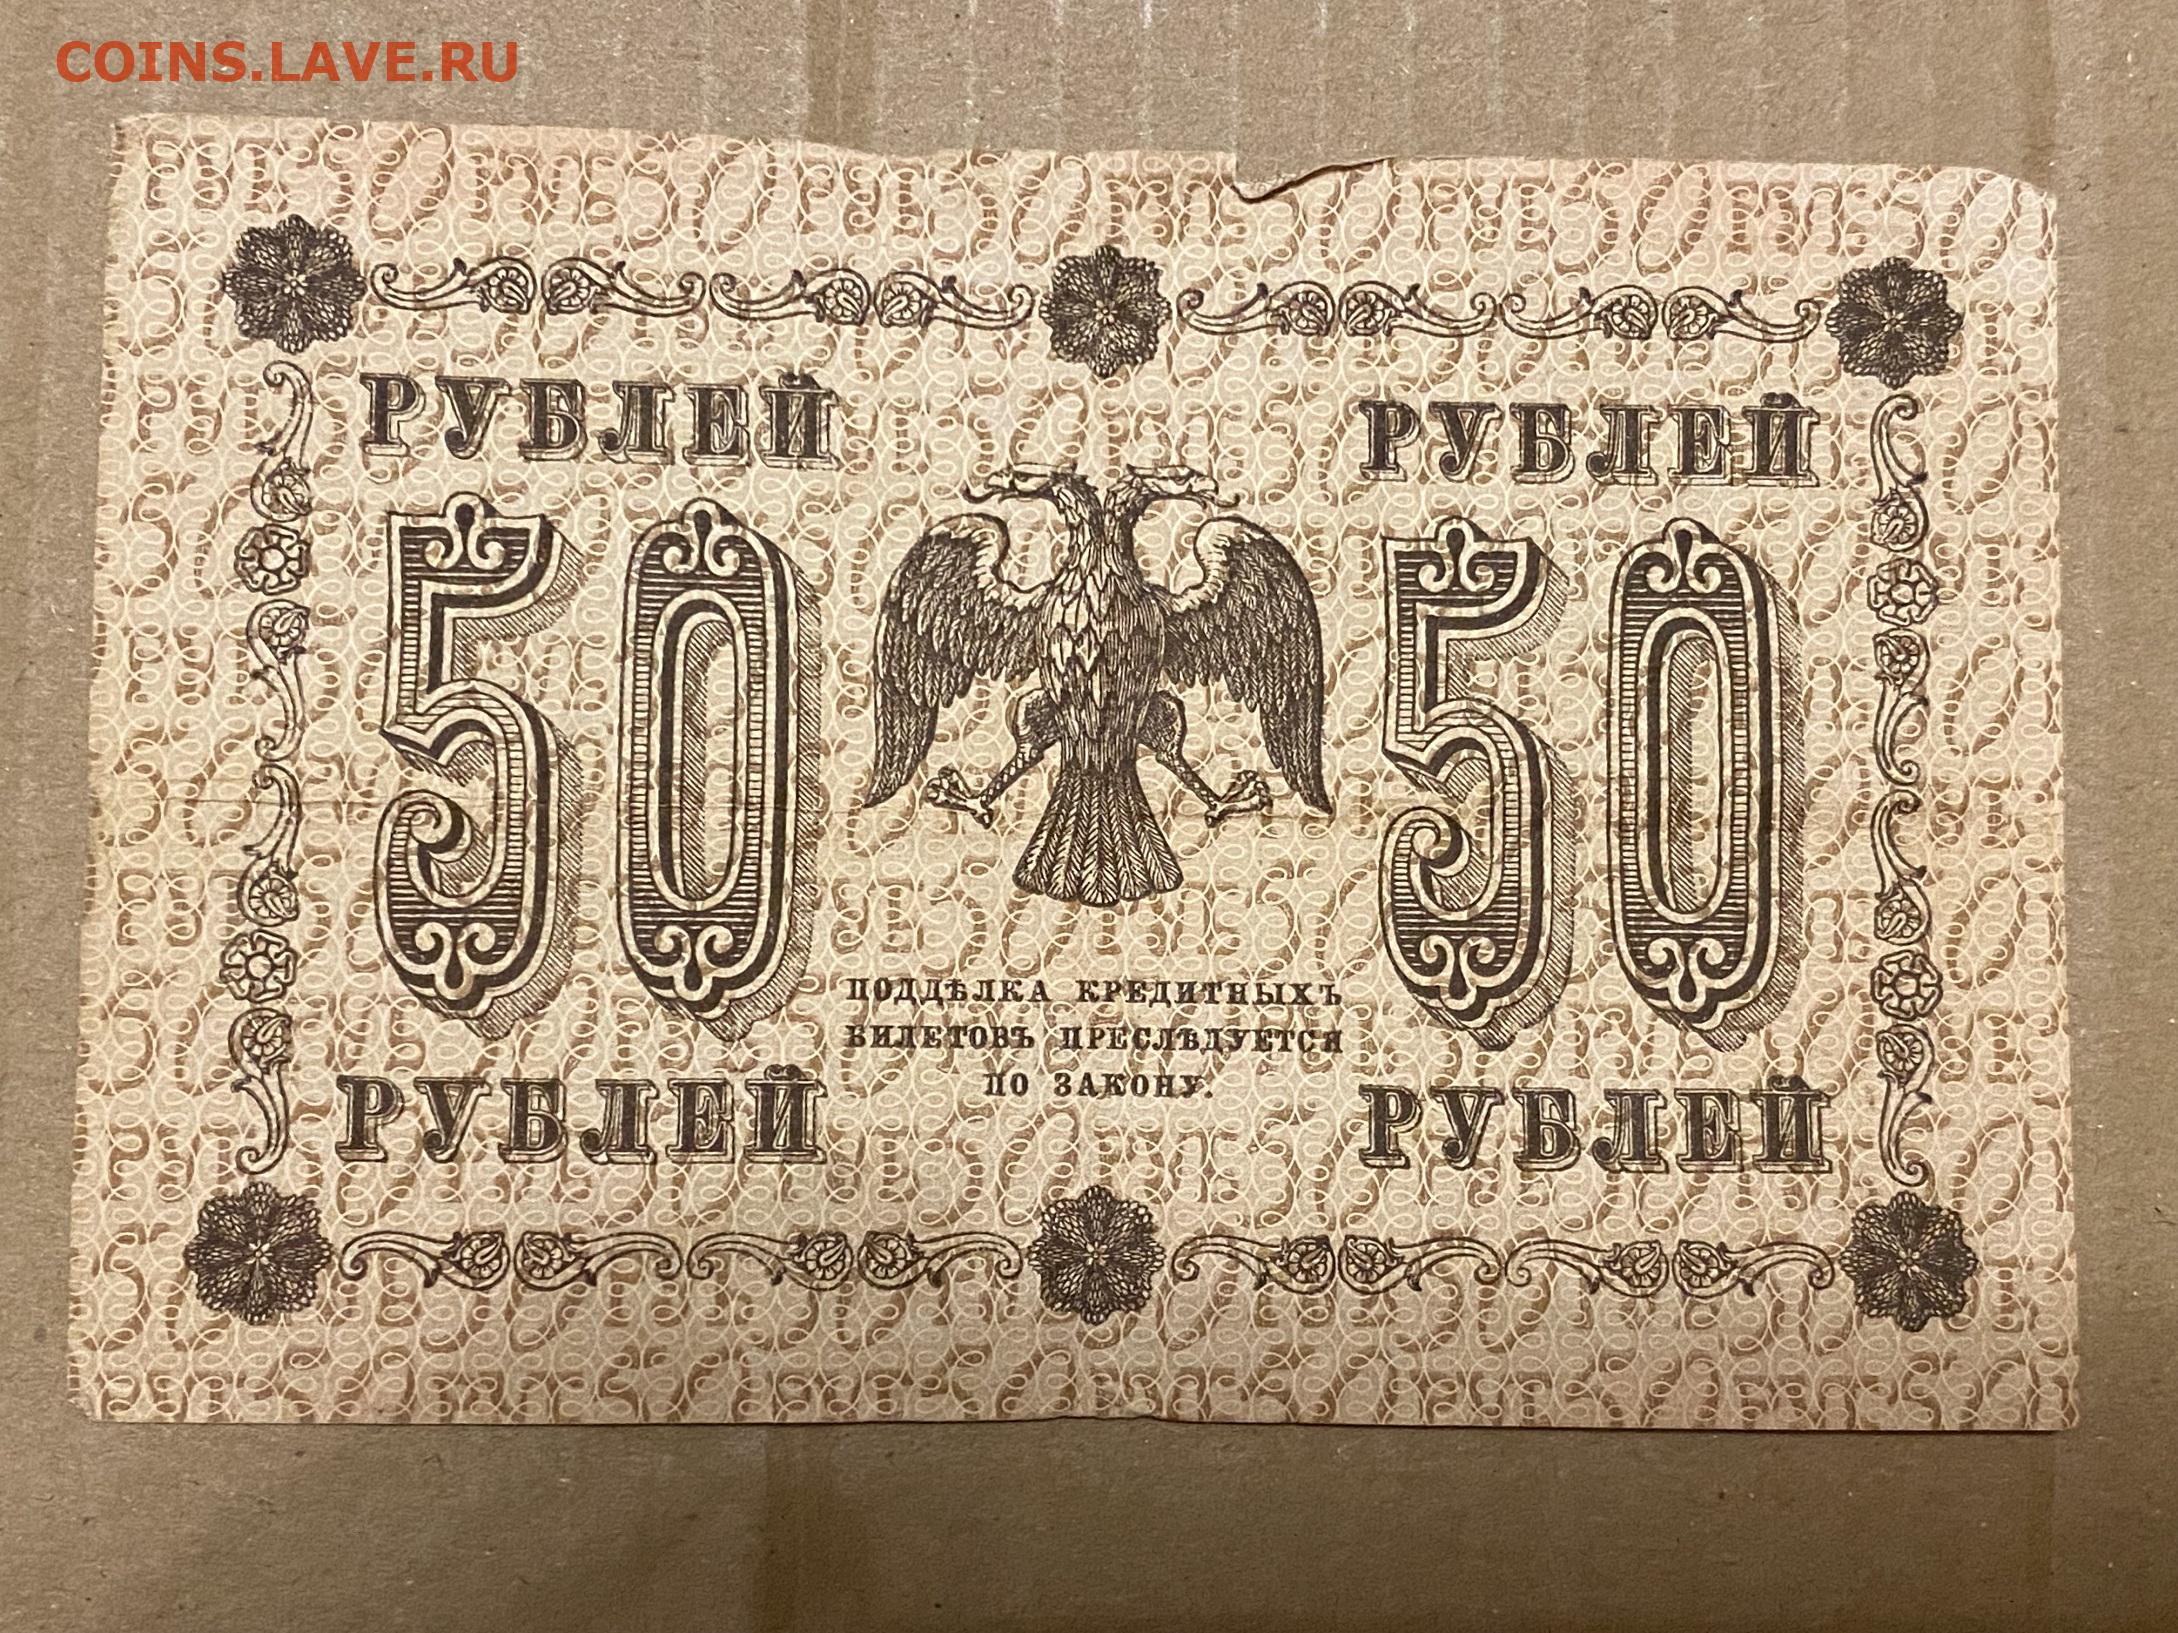 COINS.LAVE.RU
РУБЛЕЙ РУБЛЕЙ
50 50
ПОДДѢЛКА КРЕДИТНЫХЪ
БИЛЕТОВЪ ПРЕСЛѢДУЕТСЯ
ПО ЗАКОНУ.
РУБЛЕЙ РУБЛЕЙ